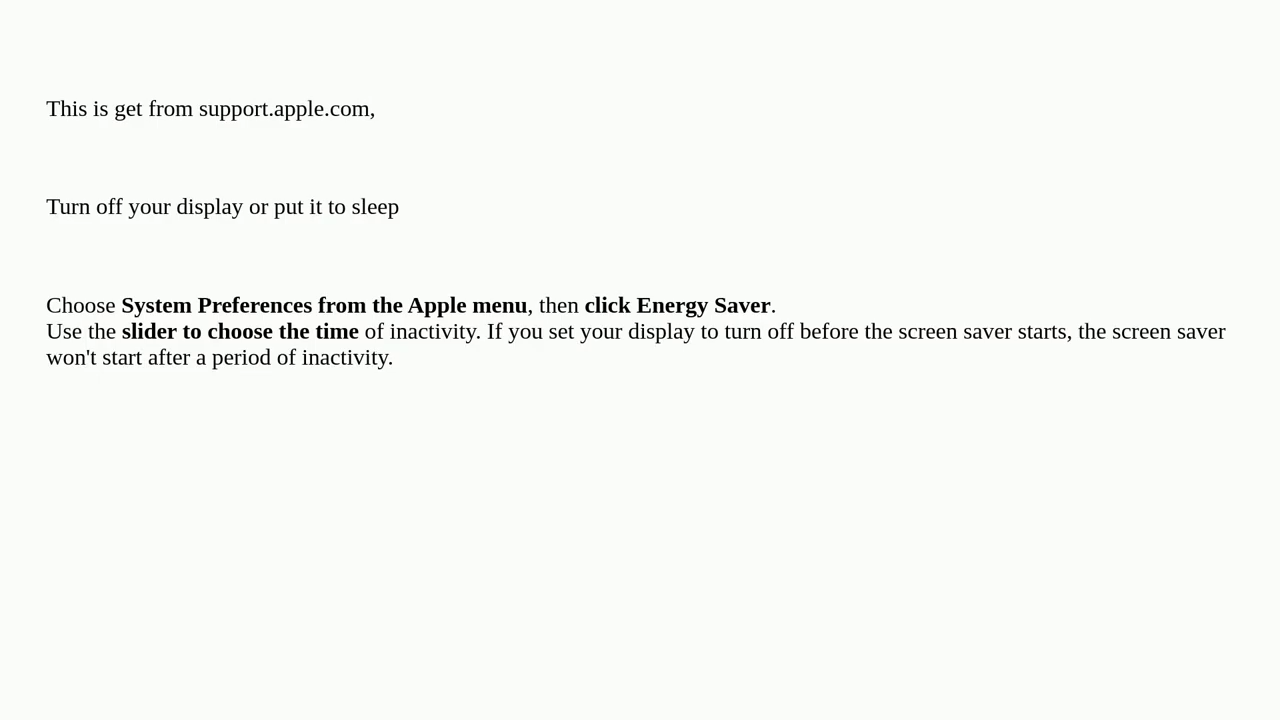 This is get from support.apple.com,
Turn off your display or put it to sleep
Choose System Preferences from the Apple menu, then click Energy Saver.
Use the slider to choose the time of inactivity. If you set your display to turn off before the screen saver starts, the screen saver
won't start after a period of inactivity.